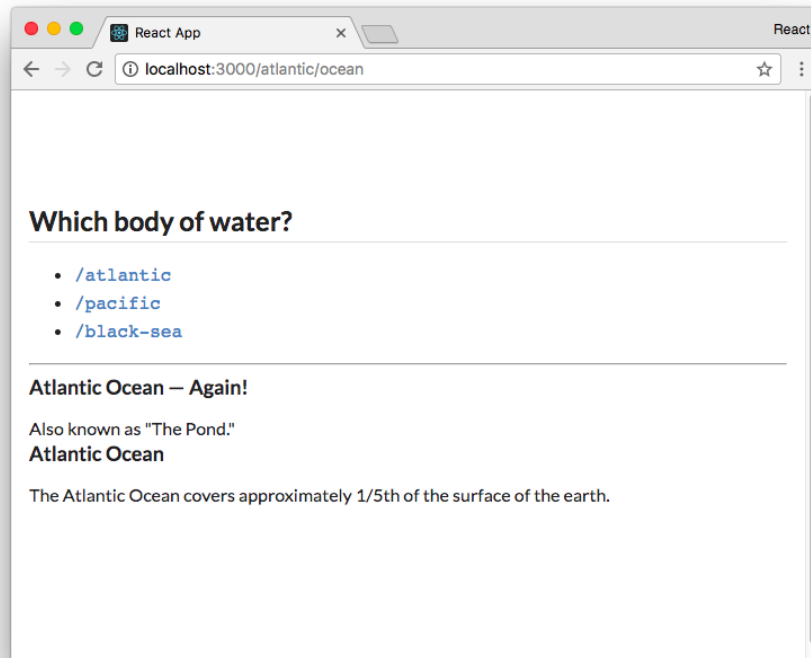 React App
React
localhost:3000/atlantic/ocean
Which body of water?
/atlantic
/pacific
/black-sea
Atlantic Ocean — Again!
Also known as "The Pond."
Atlantic Ocean
The Atlantic Ocean covers approximately 1/5th of the surface of the earth.